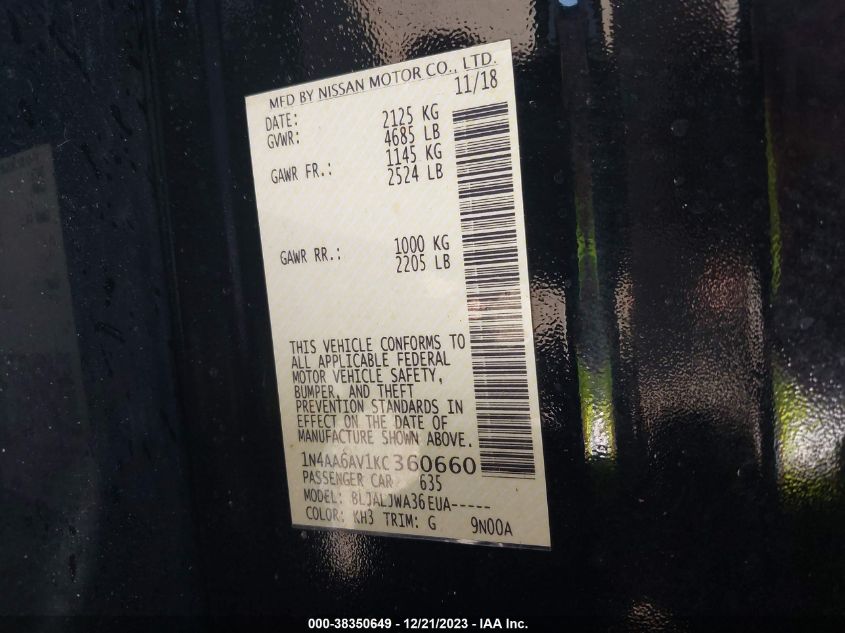 MFD BY NISSAN MOTOR CO., LTD.
DATE: 11/18
GVWR: 2125 KG
4685 LB
GAWR FR.: 1145 KG
2524 LB
GAWR RR.: 1000 KG
2205 LB
THIS VEHICLE CONFORMS TO
ALL APPLICABLE FEDERAL
MOTOR VEHICLE SAFETY,
BUMPER, AND THEFT
PREVENTION STANDARDS IN
EFFECT ON THE DATE OF
MANUFACTURE SHOWN ABOVE.
1N4AA6AV1KC360660
PASSENGER CAR 635
MODEL: BLJALJWA36EUA-----
COLOR: KH3 TRIM: G 9N00A
000-38350649 - 12/21/2023 - IAA Inc.